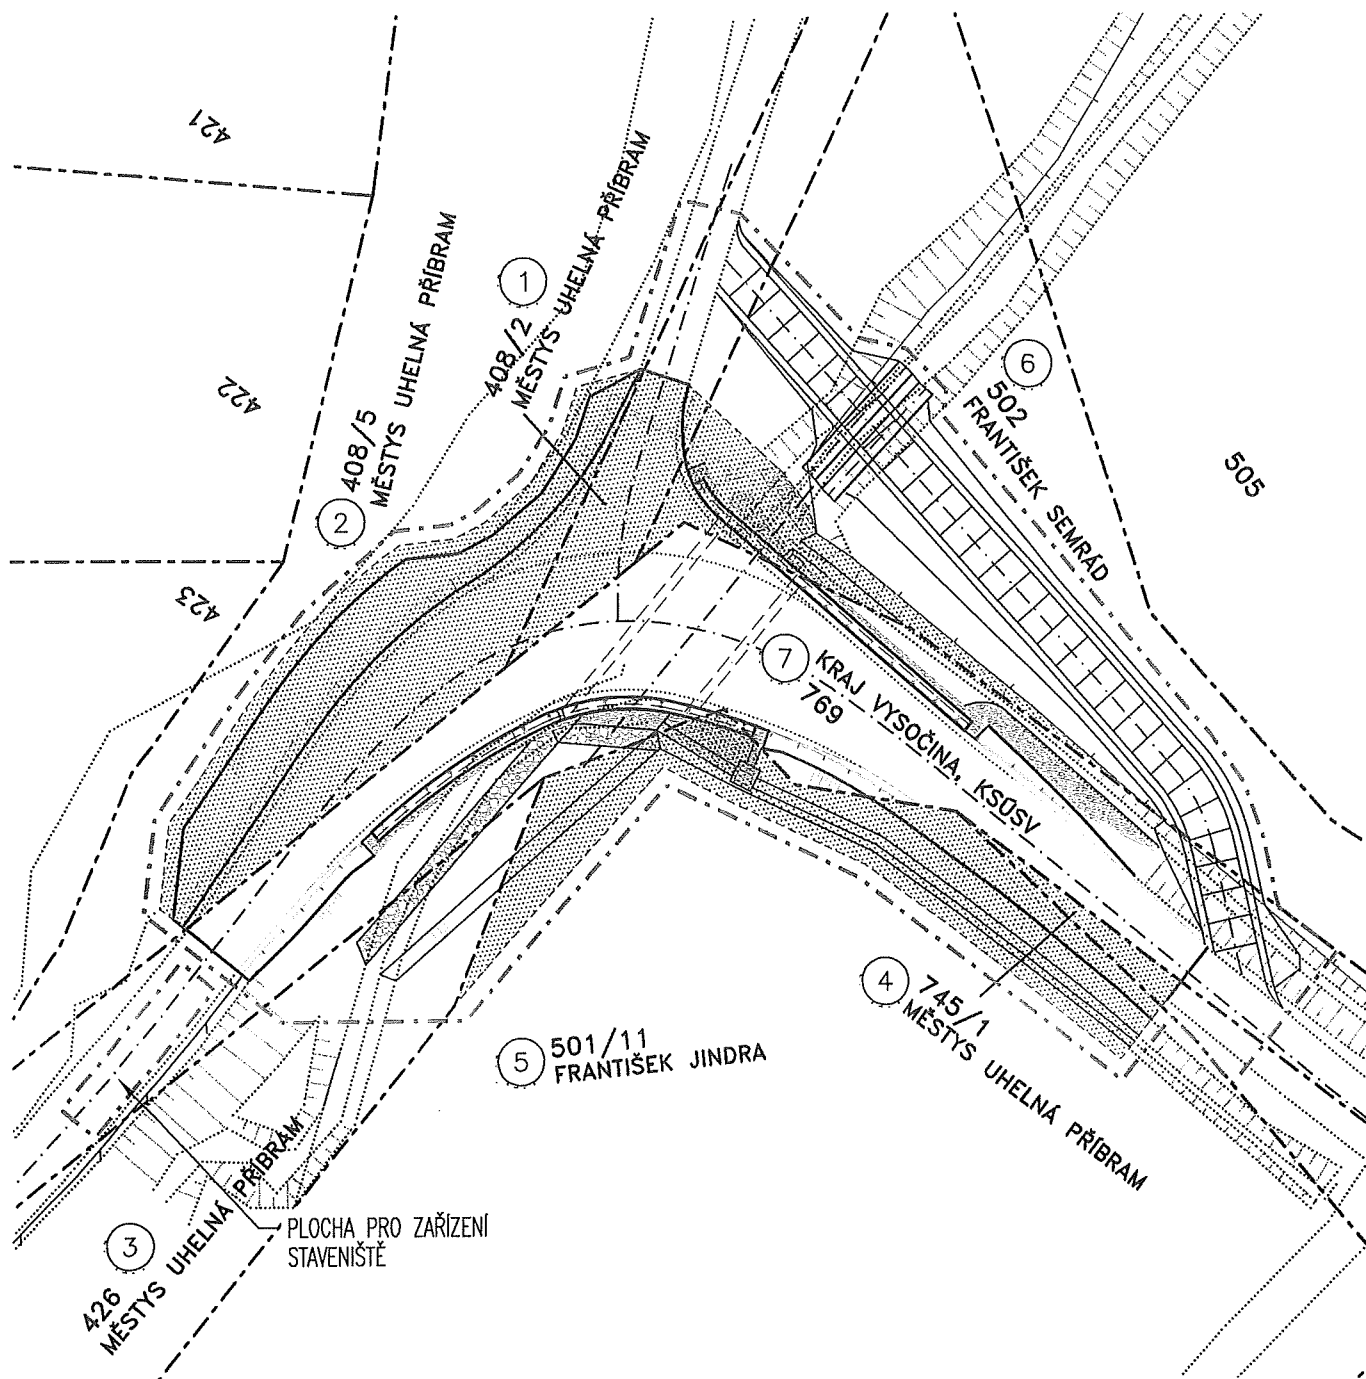 421
422
423
1
408/2
MĚSTYS UHELNÁ PŘÍBRAM
2
408/5
MĚSTYS UHELNÁ PŘÍBRAM
6
502
FRANTIŠEK SEMRÁD
505
7
KRAJ VYSOČINA, KSÚSV
769
4
745/1
MĚSTYS UHELNÁ PŘÍBRAM
5
501/11
FRANTIŠEK JINDRA
3
426
MĚSTYS UHELNÁ PŘÍBRAM
PLOCHA PRO ZAŘÍZENÍ
STAVENIŠTĚ